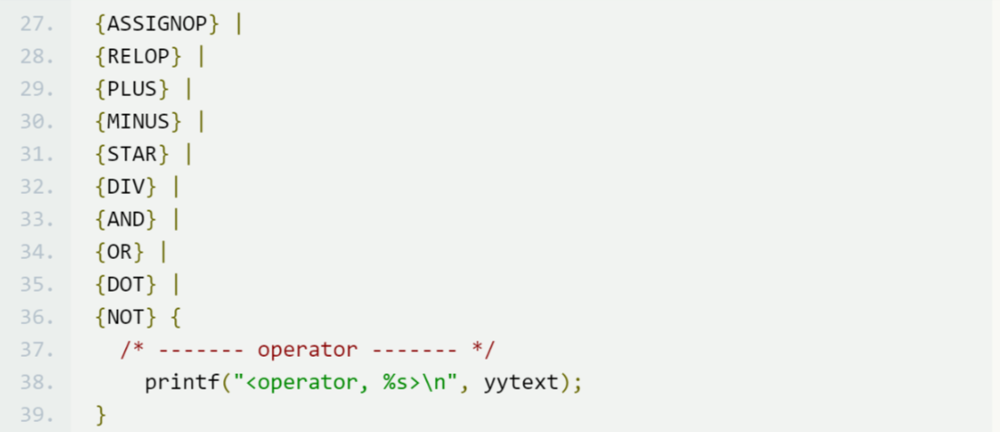 27. {ASSIGNOP} |
28. {RELOP} |
29. {PLUS} |
30. {MINUS} |
31. {STAR} |
32. {DIV} |
33. {AND} |
34. {OR} |
35. {DOT} |
36. {NOT} {
37. /* ------- operator ------- */
38. printf("<operator, %s>\n", yytext);
39. }